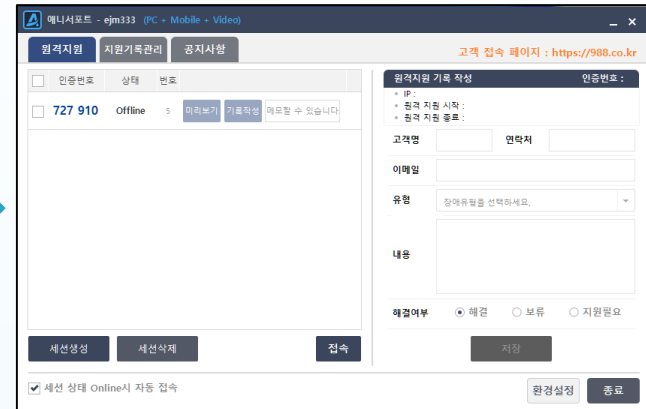 애니서포트 - ejm333 (PC + Mobile + Video)
원격지원 지원기록관리 공지사항
고객 접속 페이지 : https://988.co.kr
인증번호 상태 번호
727 910 Offline 5 미리보기 기록작성 메모할 수 있습니다
세션생성 세션삭제 접속
세션 상태 Online시 자동 접속
원격지원 기록 작성 인증번호 :
IP :
원격 지원 시작 :
원격 지원 종료 :
고객명 연락처
이메일
유형 장애유형을 선택하세요.
내용
해결여부 해결 보류 지원필요
저장
환경설정 종료